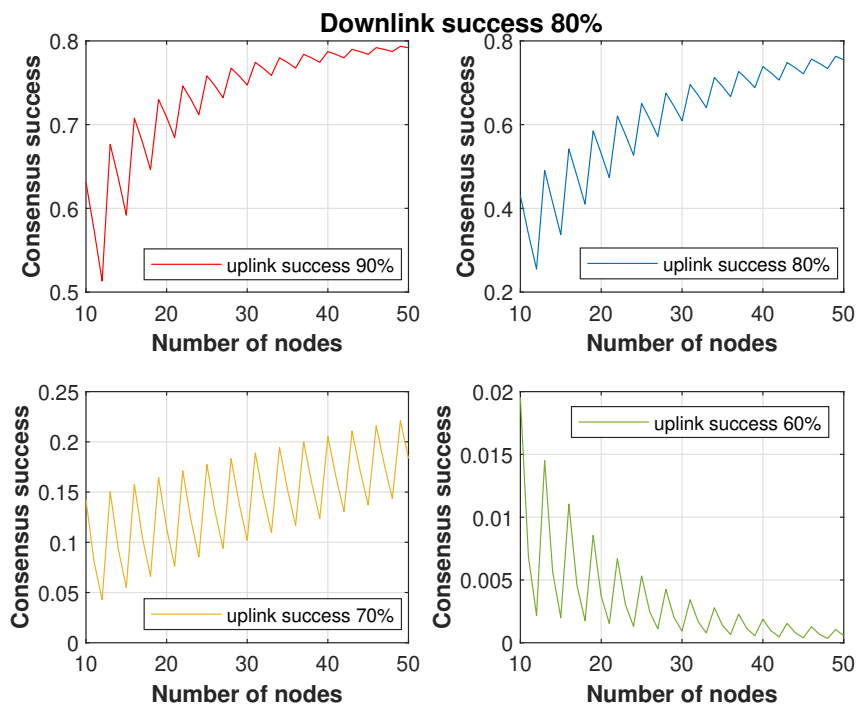 Downlink success 80%
Consensus success
0.8
0.7
0.6
0.5
10 20 30 40 50
Number of nodes
uplink success 90%
Consensus success
0.8
0.6
0.4
0.2
10 20 30 40 50
Number of nodes
uplink success 80%
Consensus success
0.25
0.2
0.15
0.1
0.05
0
10 20 30 40 50
Number of nodes
uplink success 70%
Consensus success
0.02
0.015
0.01
0.005
0
10 20 30 40 50
Number of nodes
uplink success 60%